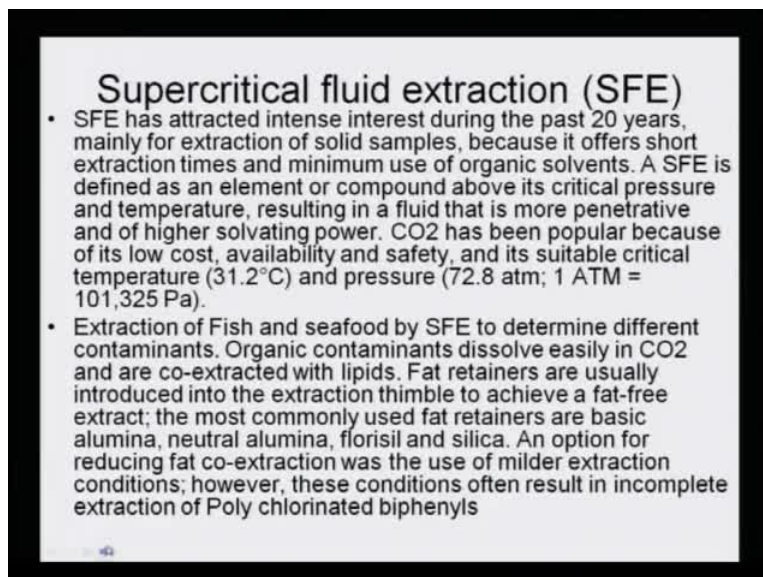 Supercritical fluid extraction (SFE)
• SFE has attracted intense interest during the past 20 years,
mainly for extraction of solid samples, because it offers short
extraction times and minimum use of organic solvents. A SFE is
defined as an element or compound above its critical pressure
and temperature, resulting in a fluid that is more penetrative
and of higher solvating power. CO2 has been popular because
of its low cost, availability and safety, and its suitable critical
temperature (31.2°C) and pressure (72.8 atm; 1 ATM =
101,325 Pa).
• Extraction of Fish and seafood by SFE to determine different
contaminants. Organic contaminants dissolve easily in CO2
and are co-extracted with lipids. Fat retainers are usually
introduced into the extraction thimble to achieve a fat-free
extract; the most commonly used fat retainers are basic
alumina, neutral alumina, florisil and silica. An option for
reducing fat co-extraction was the use of milder extraction
conditions; however, these conditions often result in incomplete
extraction of Poly chlorinated biphenyls